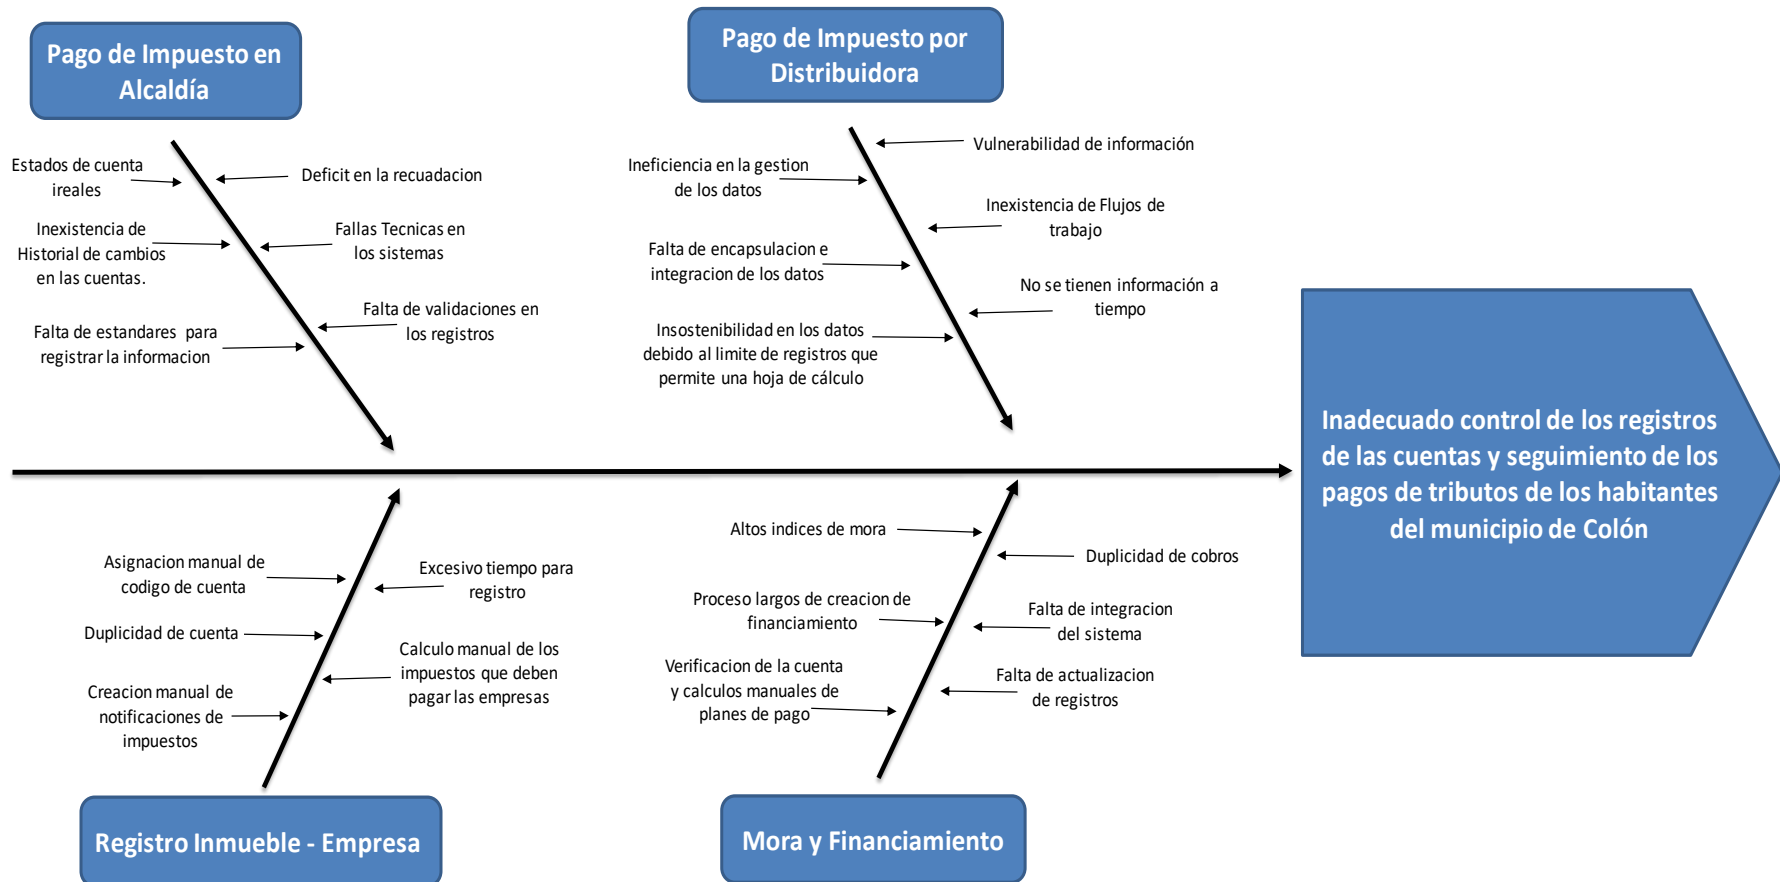 Pago de Impuesto en
Alcaldía
Pago de Impuesto por
Distribuidora
Estados de cuenta
ireales
Deficit en la recuadacion
Inexistencia de
Historial de cambios
en las cuentas.
Fallas Tecnicas en
los sistemas
Falta de validaciones en
los registros
Falta de estandares para
registrar la informacion
Vulnerabilidad de información
Ineficiencia en la gestion
de los datos
Inexistencia de Flujos de
trabajo
Falta de encapsulacion e
integracion de los datos
No se tienen información a
tiempo
Insostenibilidad en los datos
debido al limite de registros que
permite una hoja de cálculo
Inadecuado control de los registros
de las cuentas y seguimiento de los
pagos de tributos de los habitantes
del municipio de Colón
Asignacion manual de
codigo de cuenta
Excesivo tiempo para
registro
Duplicidad de cuenta
Calculo manual de los
impuestos que deben
pagar las empresas
Creacion manual de
notificaciones de
impuestos
Altos indices de mora
Duplicidad de cobros
Proceso largos de creacion de
financiamiento
Falta de integracion
del sistema
Verificacion de la cuenta
y calculos manuales de
planes de pago
Falta de actualizacion
de registros
Registro Inmueble - Empresa
Mora y Financiamiento